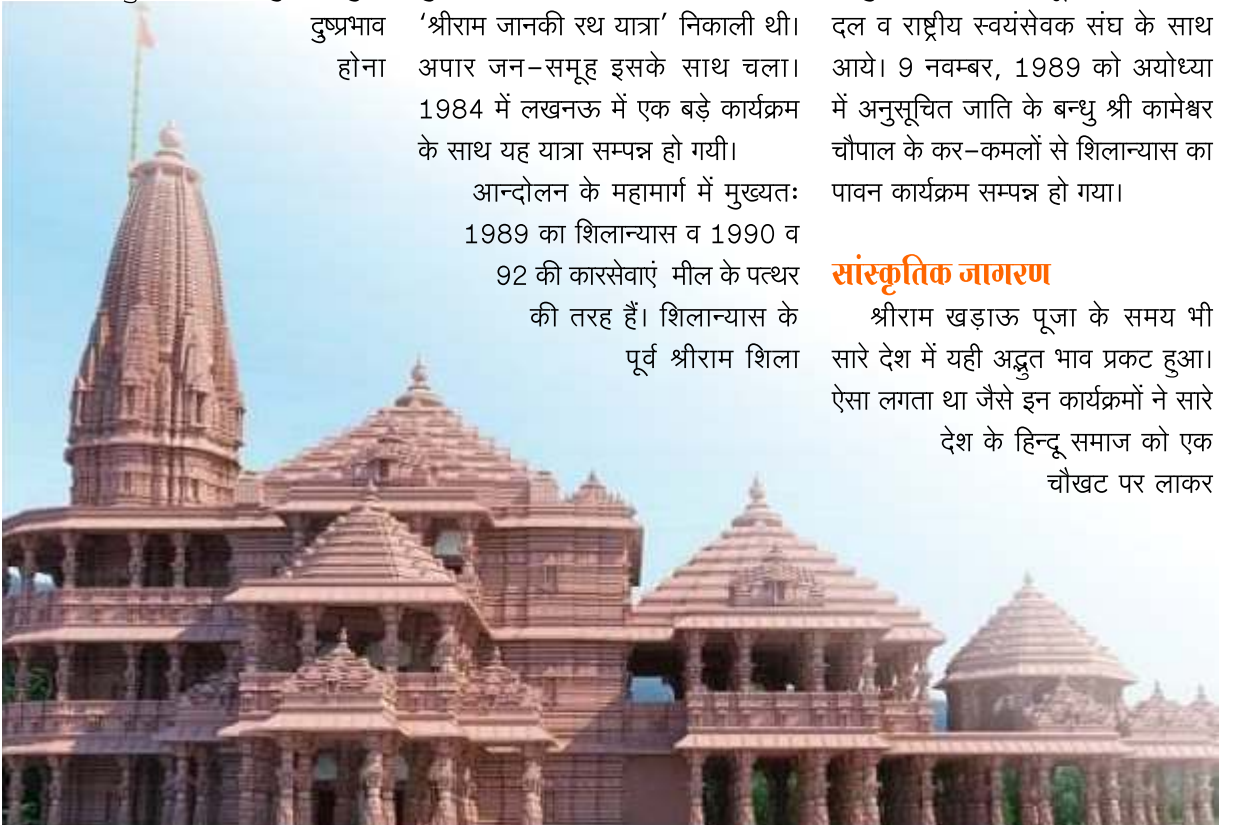 दुष्प्रभाव
होना
‘श्रीराम जानकी रथ यात्रा’ निकाली थी।
अपार जन-समूह इसके साथ चला।
1984 में लखनऊ में एक बड़े कार्यक्रम
के साथ यह यात्रा सम्पन्न हो गयी।
आन्दोलन के महामार्ग में मुख्यतः
1989 का शिलान्यास व 1990 व
92 की कारसेवाएं मील के पत्थर
की तरह हैं। शिलान्यास के
पूर्व श्रीराम शिला
दल व राष्ट्रीय स्वयंसेवक संघ के साथ
आये। 9 नवम्बर, 1989 को अयोध्या
में अनुसूचित जाति के बन्धु श्री कामेश्वर
चौपाल के कर-कमलों से शिलान्यास का
पावन कार्यक्रम सम्पन्न हो गया।
सांस्कृतिक जागरण
श्रीराम खड़ाऊ पूजा के समय भी
सारे देश में यही अद्भुत भाव प्रकट हुआ।
ऐसा लगता था जैसे इन कार्यक्रमों ने सारे
देश के हिन्दू समाज को एक
चौखट पर लाकर